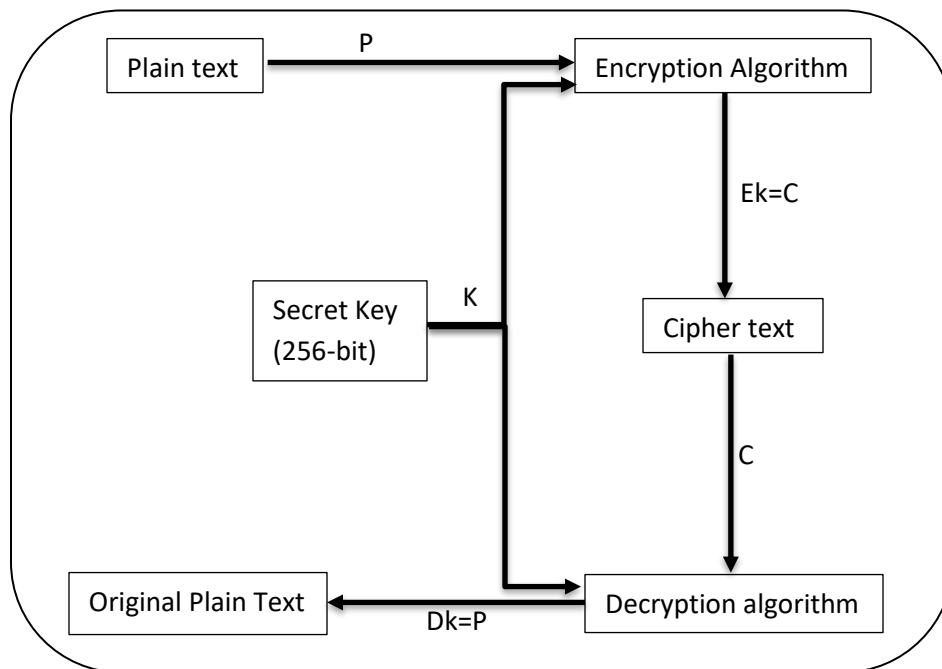 P
Plain text
Encryption Algorithm
Ek=C
K
Secret Key
(256-bit)
Cipher text
C
Original Plain Text
Decryption algorithm
Dk=P